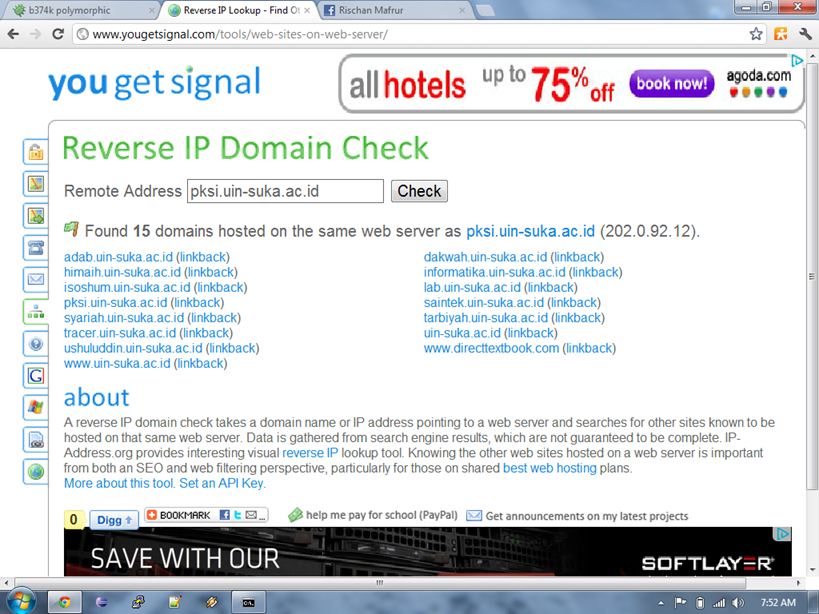 b374k polymorphic
Reverse IP Lookup - Find Ot
Rischan Mafrur
www.yougetsignal.com/tools/web-sites-on-web-server/
you get signal
all hotels up to 75% off book now! agoda.com
Reverse IP Domain Check
Remote Address pksi.uin-suka.ac.id Check
Found 15 domains hosted on the same web server as pksi.uin-suka.ac.id (202.0.92.12).
adab.uin-suka.ac.id (linkback)
himaih.uin-suka.ac.id (linkback)
isoshum.uin-suka.ac.id (linkback)
pksi.uin-suka.ac.id (linkback)
syariah.uin-suka.ac.id (linkback)
tracer.uin-suka.ac.id (linkback)
ushuluddin.uin-suka.ac.id (linkback)
www.uin-suka.ac.id (linkback)
dakwah.uin-suka.ac.id (linkback)
informatika.uin-suka.ac.id (linkback)
lab.uin-suka.ac.id (linkback)
saintek.uin-suka.ac.id (linkback)
tarbiyah.uin-suka.ac.id (linkback)
uin-suka.ac.id (linkback)
www.directtextbook.com (linkback)
about
A reverse IP domain check takes a domain name or IP address pointing to a web server and searches for other sites known to be
hosted on that same web server. Data is gathered from search engine results, which are not guaranteed to be complete. IP-
Address.org provides interesting visual reverse IP lookup tool. Knowing the other web sites hosted on a web server is important
from both an SEO and web filtering perspective, particularly for those on shared best web hosting plans.
More about this tool. Set an API Key.
0 Digg BOOKMARK help me pay for school (PayPal) Get announcements on my latest projects
SAVE WITH OUR SOFTLAYER
7:52 AM